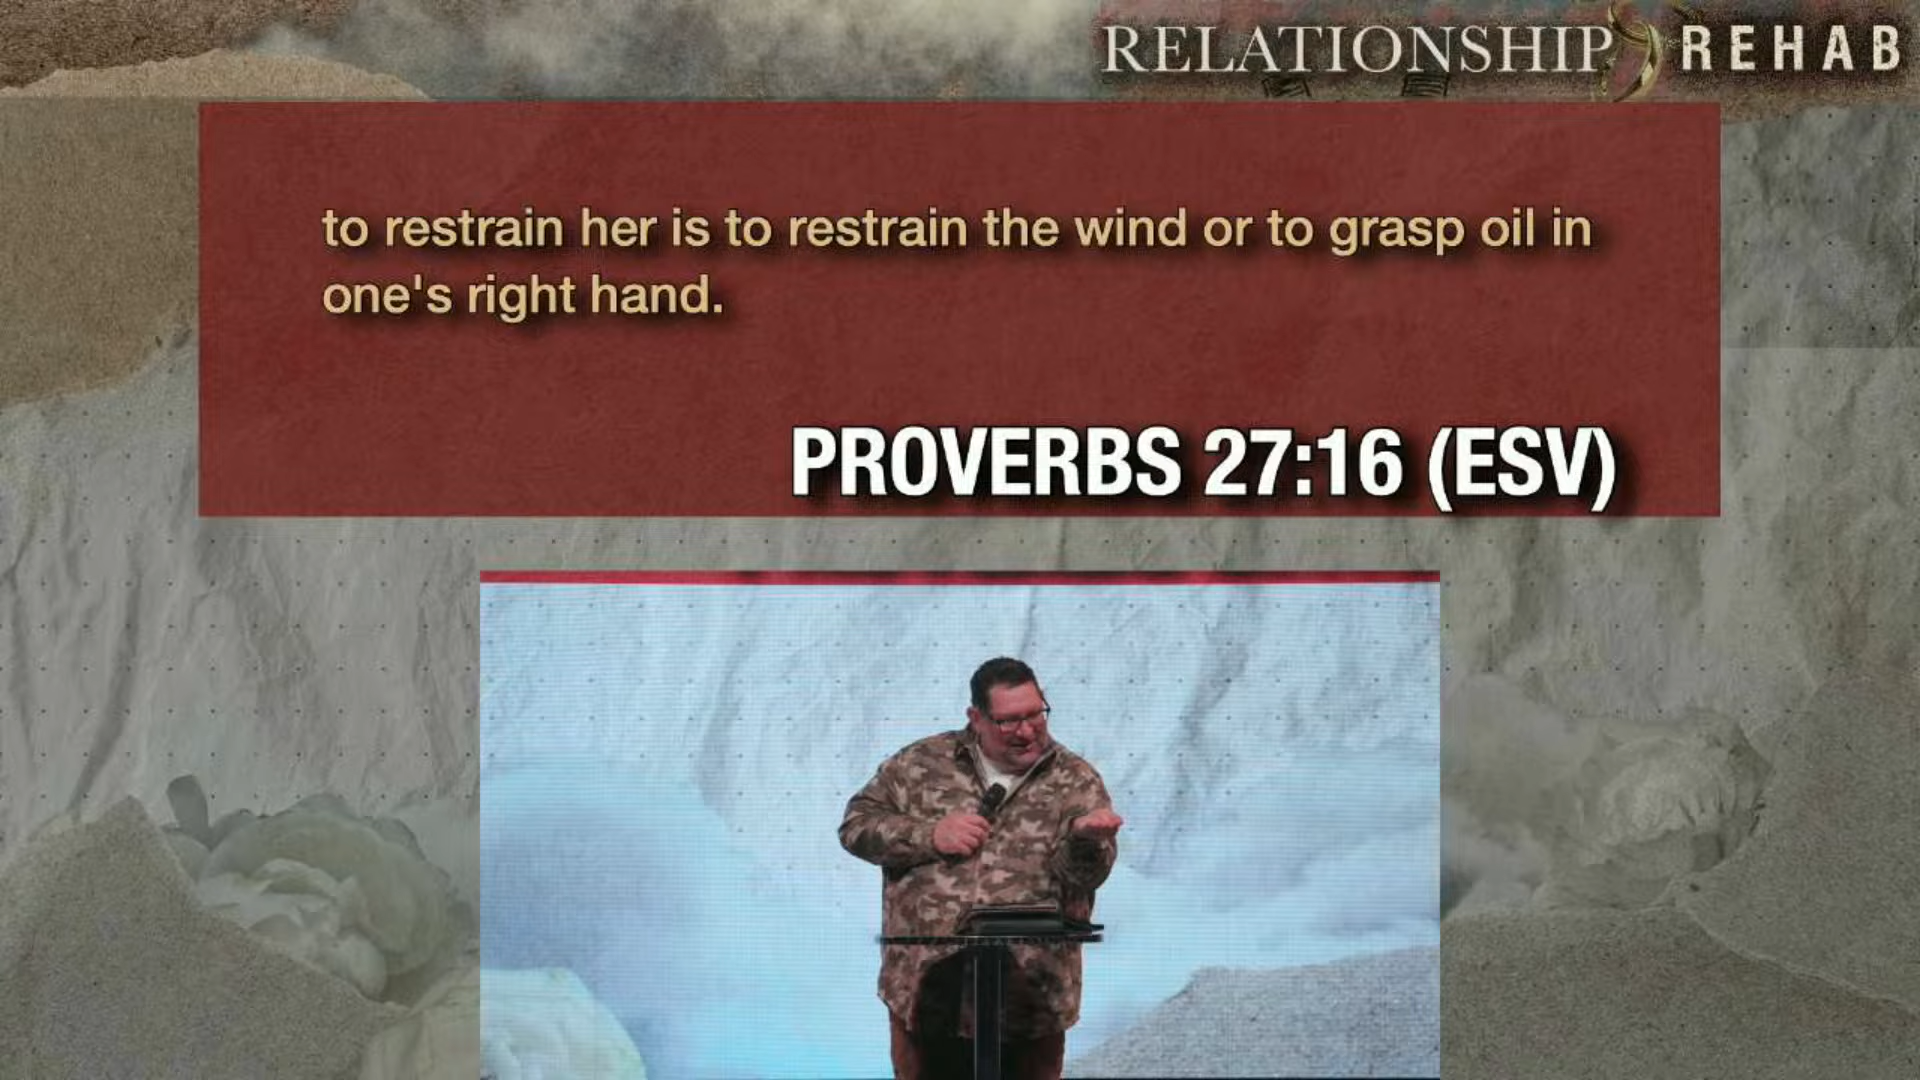 RELATIONSHIP REHAB
to restrain her is to restrain the wind or to grasp oil in
one's right hand.
PROVERBS 27:16 (ESV)